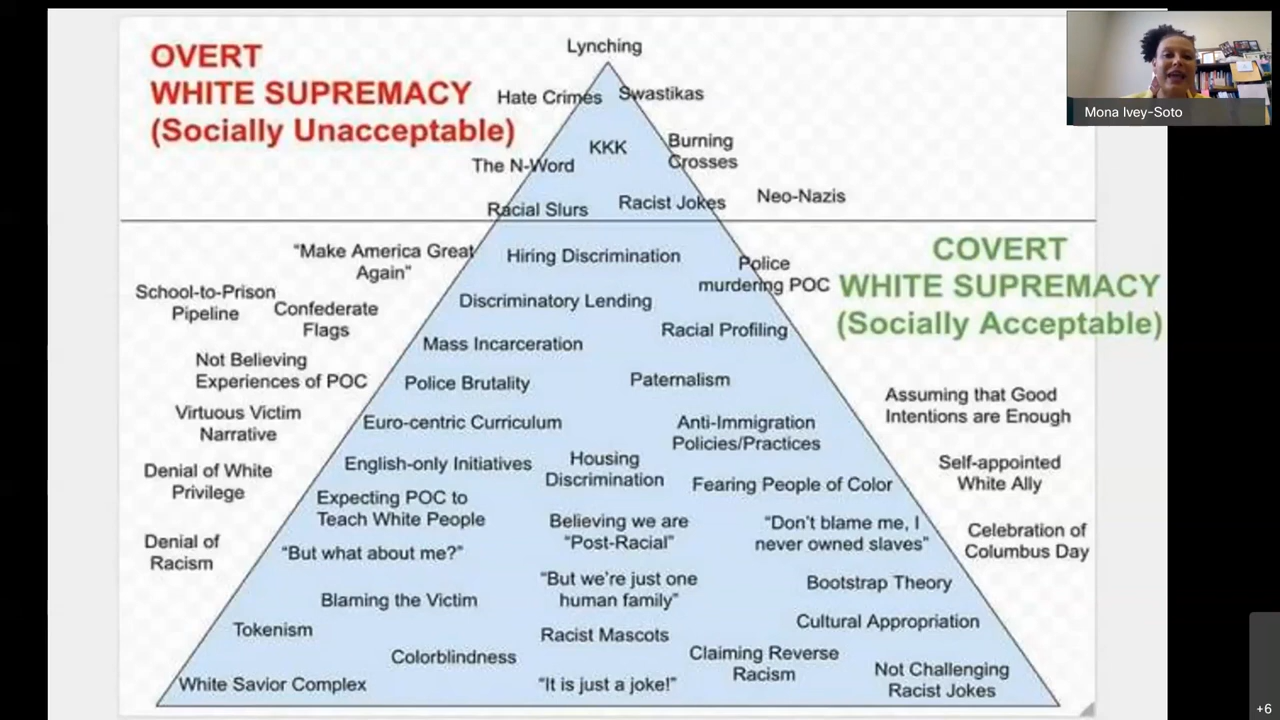 OVERT
WHITE SUPREMACY
(Socially Unacceptable)
Lynching
Hate Crimes
Swastikas
KKK
Burning
Crosses
The N-Word
Neo-Nazis
Racial Slurs
Racist Jokes
Mona Ivey-Soto
COVERT
WHITE SUPREMACY
(Socially Acceptable)
"Make America Great
Again"
Hiring Discrimination
Police
murdering POC
School-to-Prison
Pipeline
Confederate
Flags
Discriminatory Lending
Racial Profiling
Mass Incarceration
Not Believing
Experiences of POC
Police Brutality
Paternalism
Assuming that Good
Intentions are Enough
Virtuous Victim
Narrative
Euro-centric Curriculum
Anti-Immigration
Policies/Practices
Denial of White
Privilege
English-only Initiatives
Housing
Discrimination
Fearing People of Color
Self-appointed
White Ally
Expecting POC to
Teach White People
Believing we are
"Post-Racial"
"Don't blame me, I
never owned slaves"
Celebration of
Columbus Day
Denial of
Racism
"But what about me?"
"But we're just one
human family"
Bootstrap Theory
Blaming the Victim
Cultural Appropriation
Tokenism
Racist Mascots
Colorblindness
Claiming Reverse
Racism
Not Challenging
Racist Jokes
White Savior Complex
"It is just a joke!"
+6